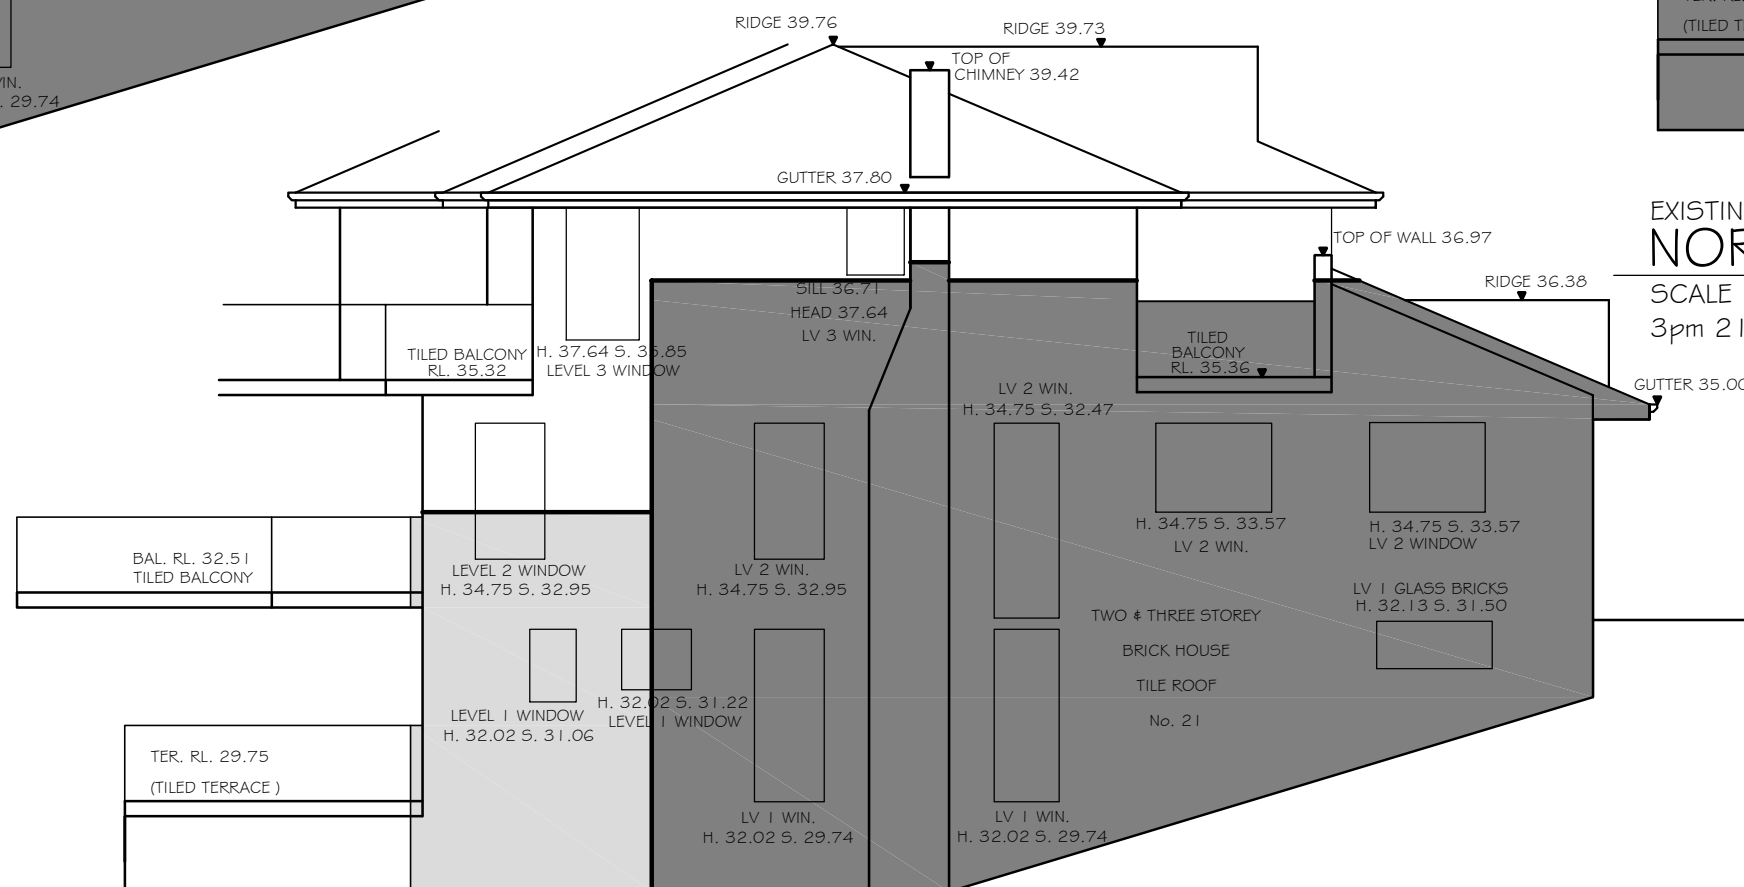 RIDGE 39.76
RIDGE 39.73
TOP OF
CHIMNEY 39.42
(TILED T
IN.
. 29.74
GUTTER 37.80
EXISTIN
NOR
SCALE
3pm 21
TOP OF WALL 36.97
RIDGE 36.38
SILL 36.71
HEAD 37.64
LV 3 WIN.
TILED BALCONY
RL. 35.32
H. 37.64 S. 35.85
LEVEL 3 WINDOW
TILED
BALCONY
RL. 35.36
GUTTER 35.00
LV 2 WIN.
H. 34.75 S. 32.47
H. 34.75 S. 33.57
LV 2 WIN.
H. 34.75 S. 33.57
LV 2 WINDOW
BAL. RL. 32.51
TILED BALCONY
LEVEL 2 WINDOW
H. 34.75 S. 32.95
LV 2 WIN.
H. 34.75 S. 32.95
LV 1 GLASS BRICKS
H. 32.13 S. 31.50
TWO & THREE STOREY
BRICK HOUSE
TILE ROOF
No. 21
H. 32.02 S. 31.22
LEVEL 1 WINDOW
LEVEL 1 WINDOW
H. 32.02 S. 31.06
TER. RL. 29.75
(TILED TERRACE )
LV 1 WIN.
H. 32.02 S. 29.74
LV 1 WIN.
H. 32.02 S. 29.74